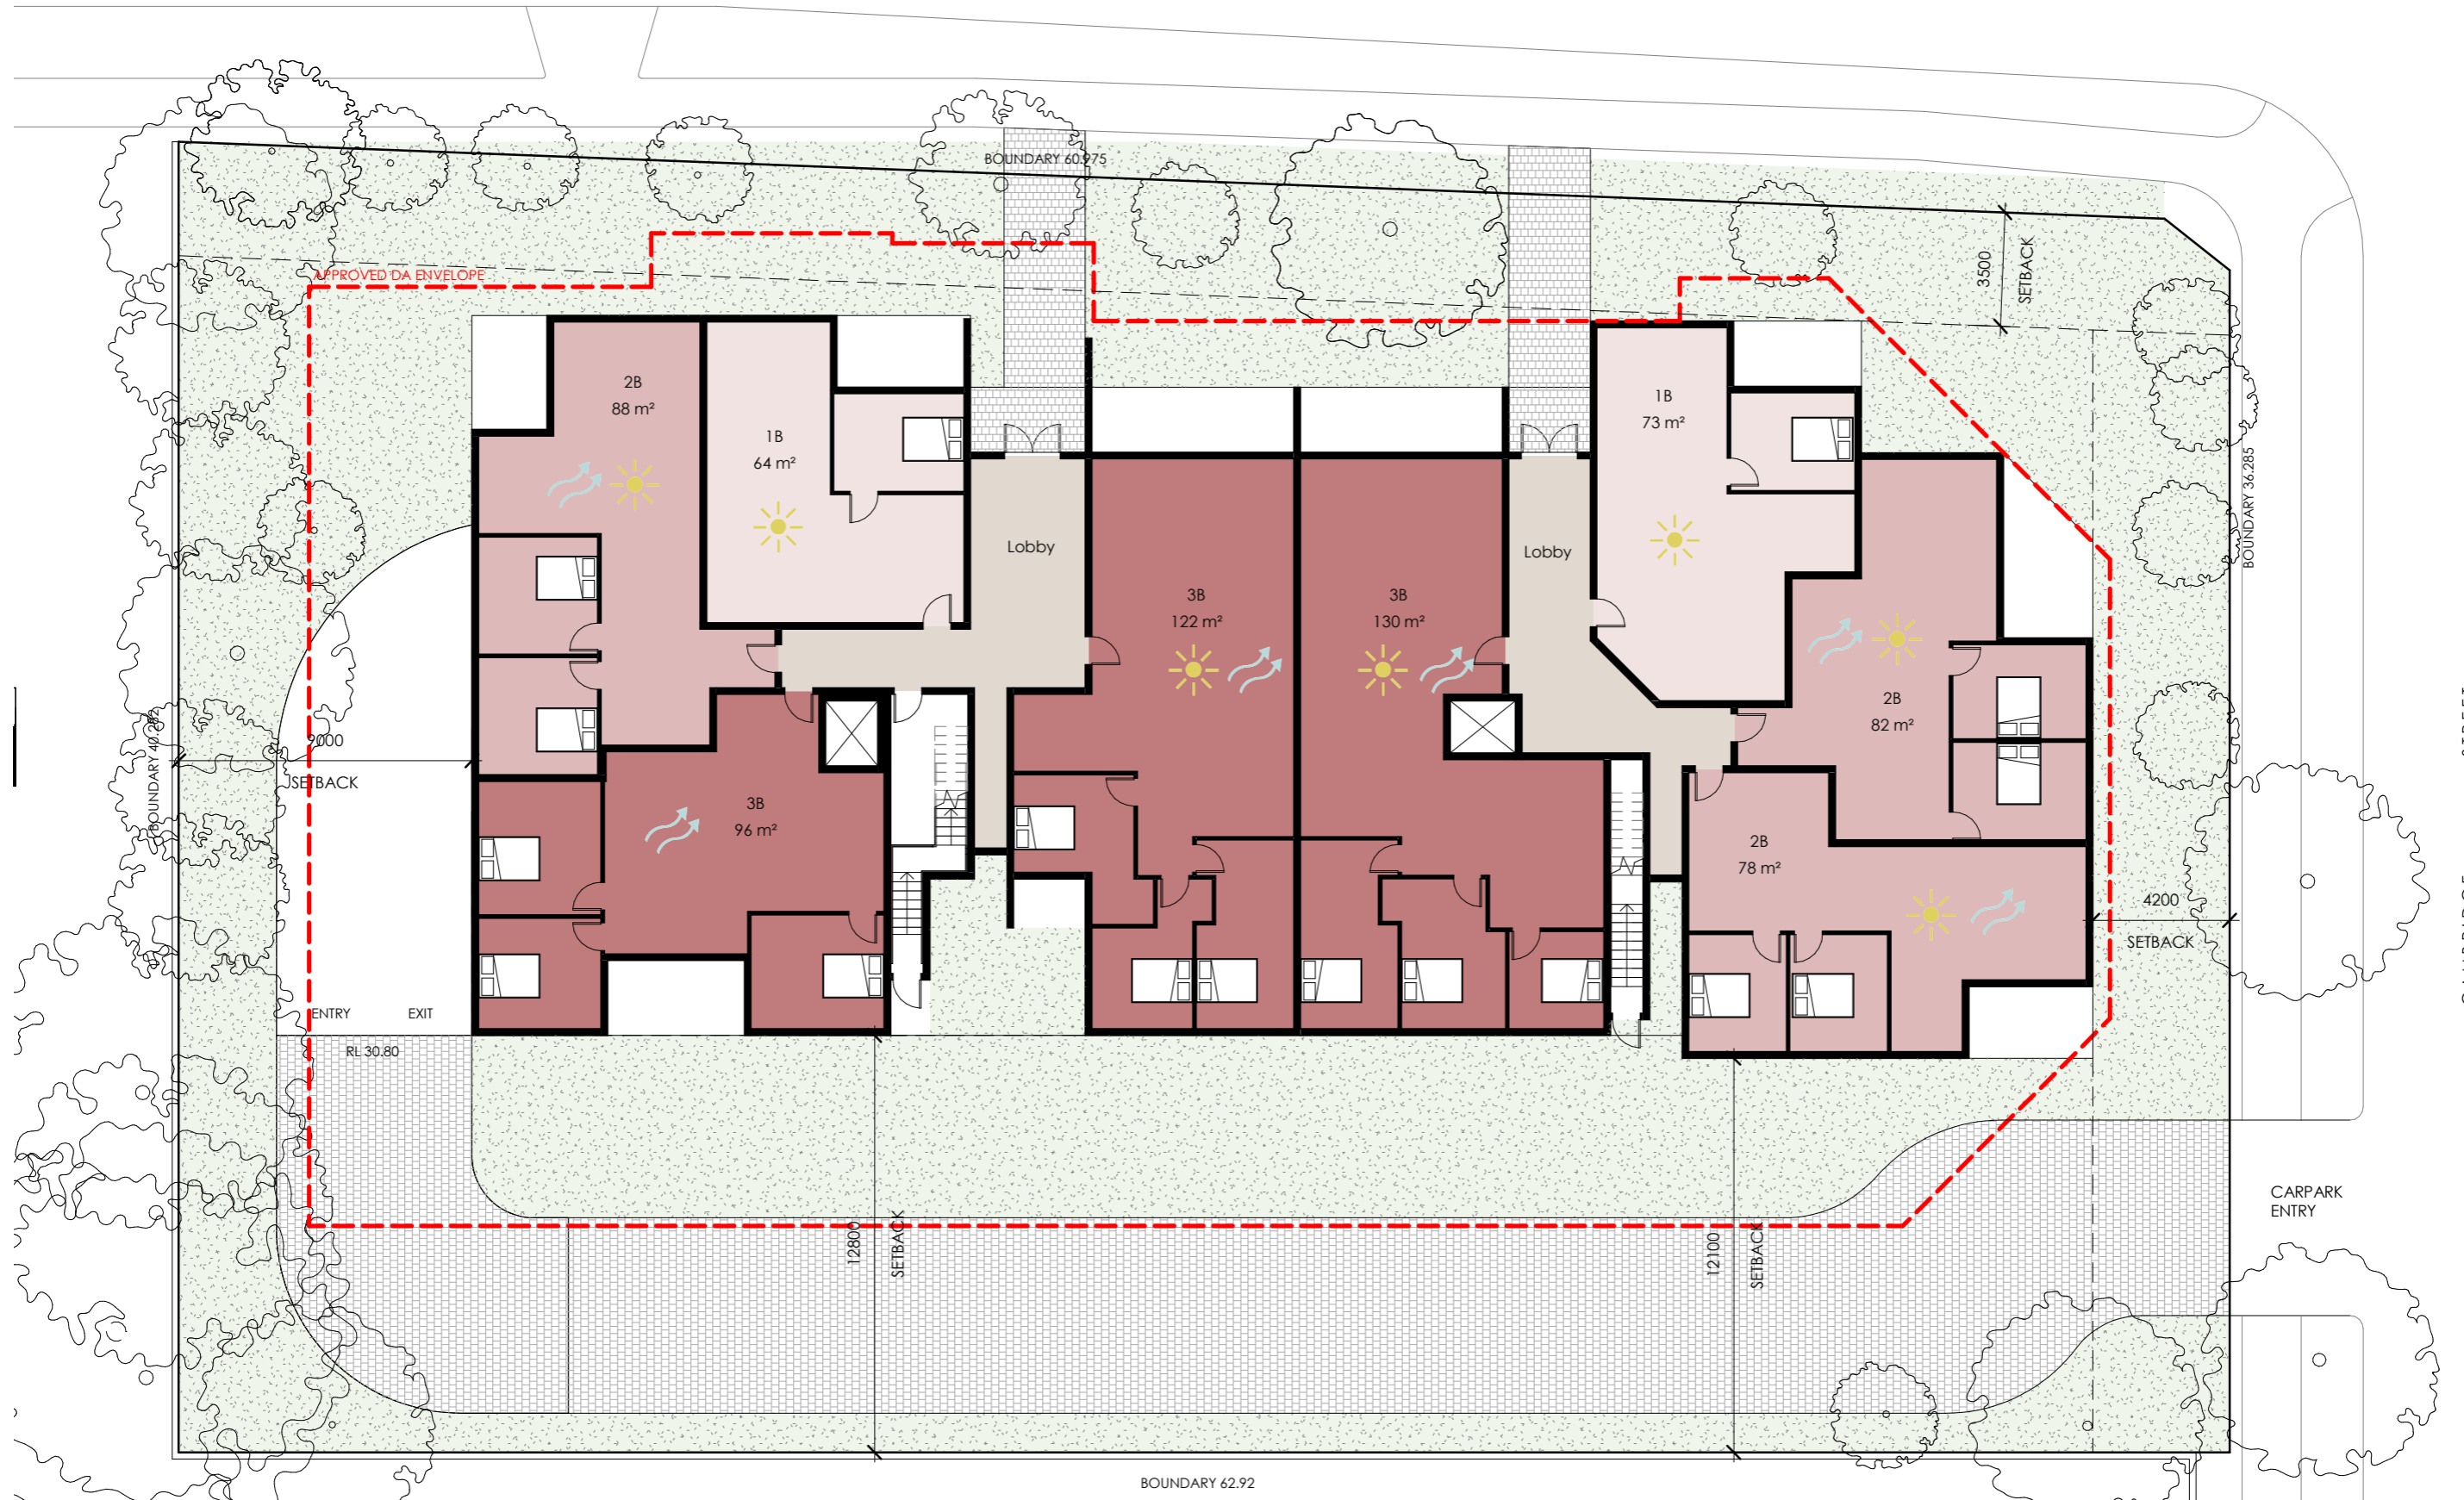 BOUNDARY 60.975
3500
SETBACK
APPROVED DA ENVELOPE
2B
88 m²
1B
64 m²
Lobby
3B
122 m²
3B
130 m²
Lobby
1B
73 m²
2B
82 m²
BOUNDARY 36.285
9000
SETBACK
BOUNDARY 40.282
3B
96 m²
2B
78 m²
4200
SETBACK
ENTRY
EXIT
RL 30.80
12800
SETBACK
12100
SETBACK
CARPARK
ENTRY
BOUNDARY 62.92